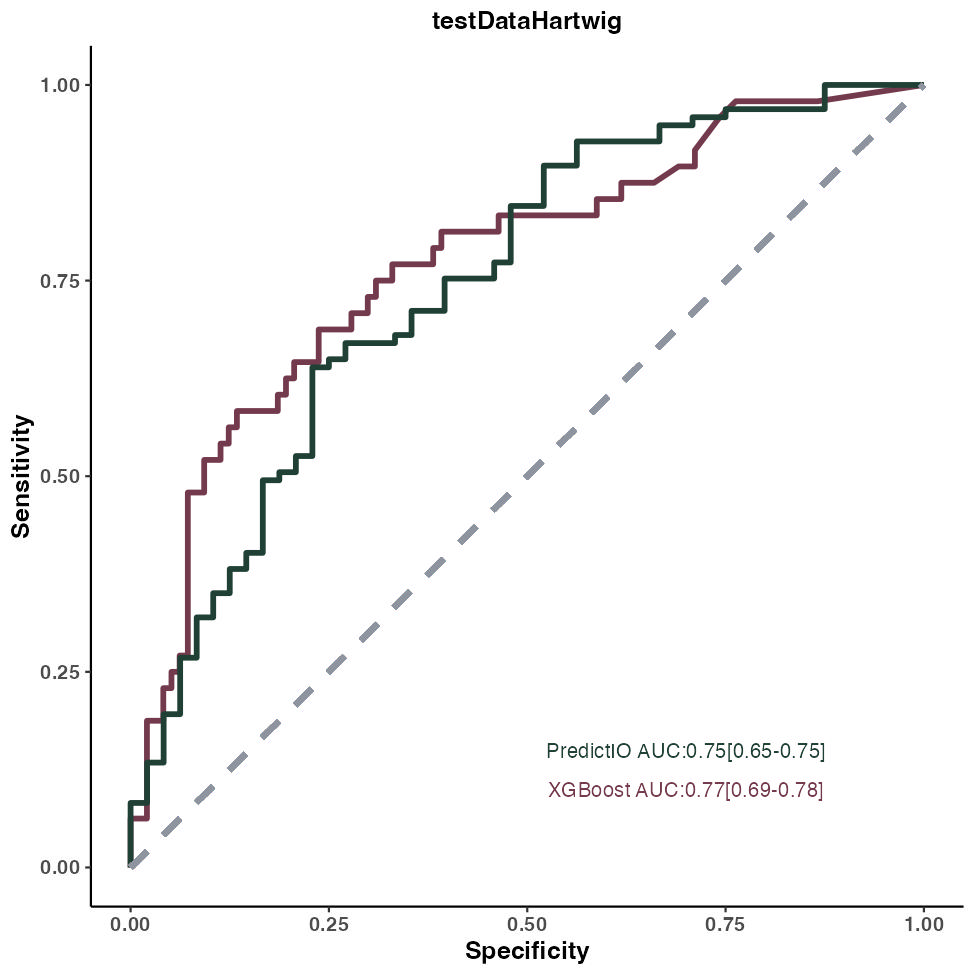 testDataHartwig
1.00
0.75
0.50
0.25
0.00
Sensitivity
PredictIO AUC:0.75[0.65-0.75]
XGBoost AUC:0.77[0.69-0.78]
0.00 0.25 0.50 0.75 1.00
Specificity